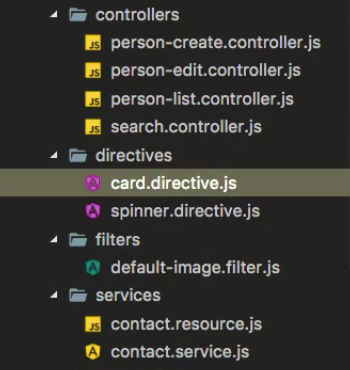 controllers
JS person-create.controller.js
JS person-edit.controller.js
JS person-list.controller.js
JS search.controller.js
directives
card.directive.js
spinner.directive.js
filters
default-image.filter.js
services
JS contact.resource.js
contact.service.js